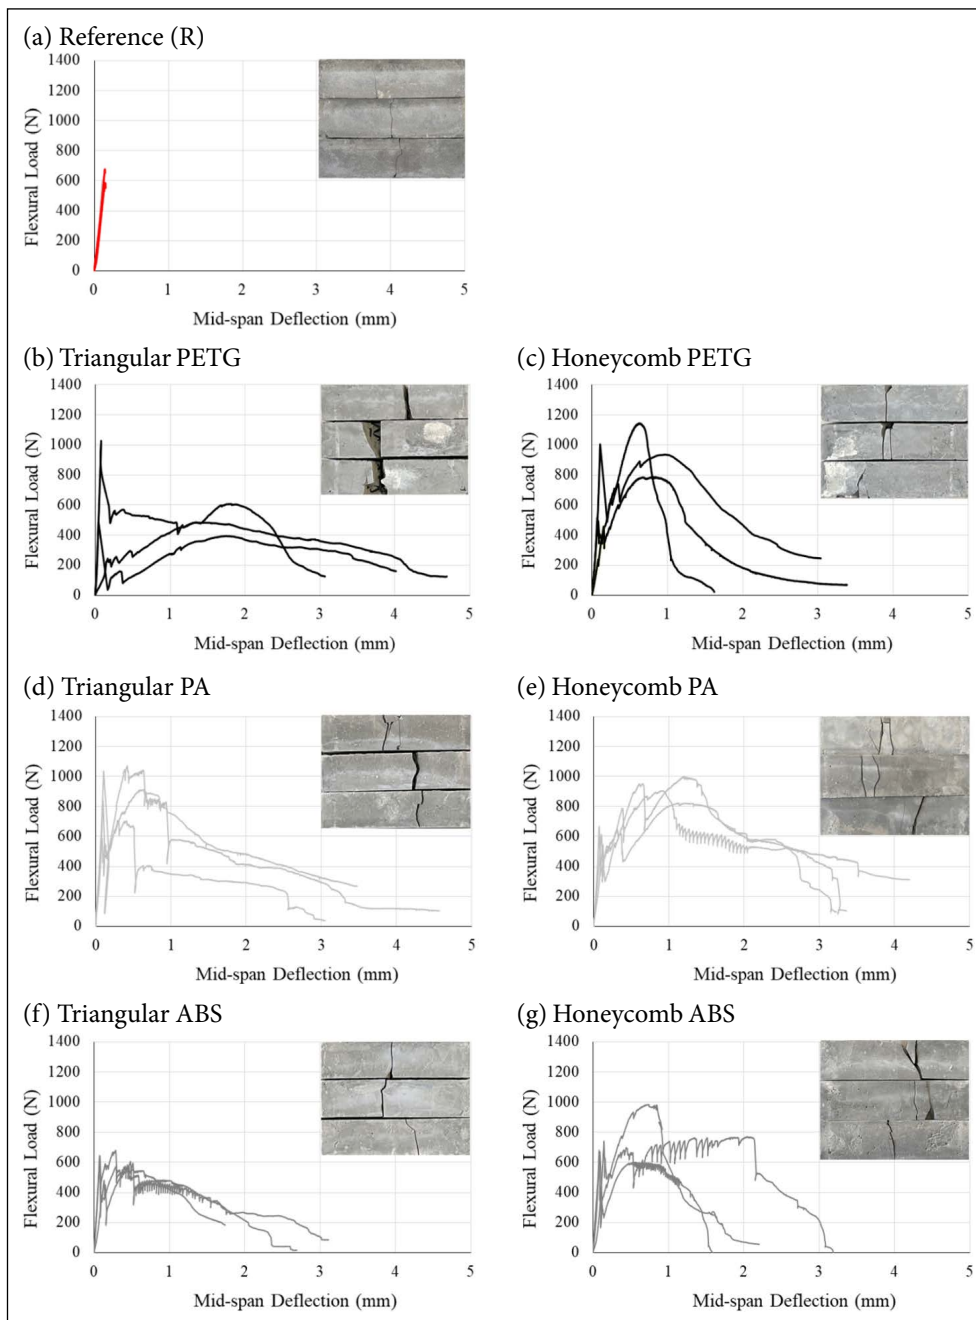 (a) Reference (R)
1400
1200
1000
800
600
400
200
0
Flexural Load (N)
0 1 2 3 4 5
Mid-span Deflection (mm)
(b) Triangular PETG
1400
1200
1000
800
600
400
200
0
Flexural Load (N)
0 1 2 3 4 5
Mid-span Deflection (mm)
(c) Honeycomb PETG
1400
1200
1000
800
600
400
200
0
Flexural Load (N)
0 1 2 3 4 5
Mid-span Deflection (mm)
(d) Triangular PA
1400
1200
1000
800
600
400
200
0
Flexural Load (N)
0 1 2 3 4 5
Mid-span Deflection (mm)
(e) Honeycomb PA
1400
1200
1000
800
600
400
200
0
Flexural Load (N)
0 1 2 3 4 5
Mid-span Deflection (mm)
(f) Triangular ABS
1400
1200
1000
800
600
400
200
0
Flexural Load (N)
0 1 2 3 4 5
Mid-span Deflection (mm)
(g) Honeycomb ABS
1400
1200
1000
800
600
400
200
0
Flexural Load (N)
0 1 2 3 4 5
Mid-span Deflection (mm)